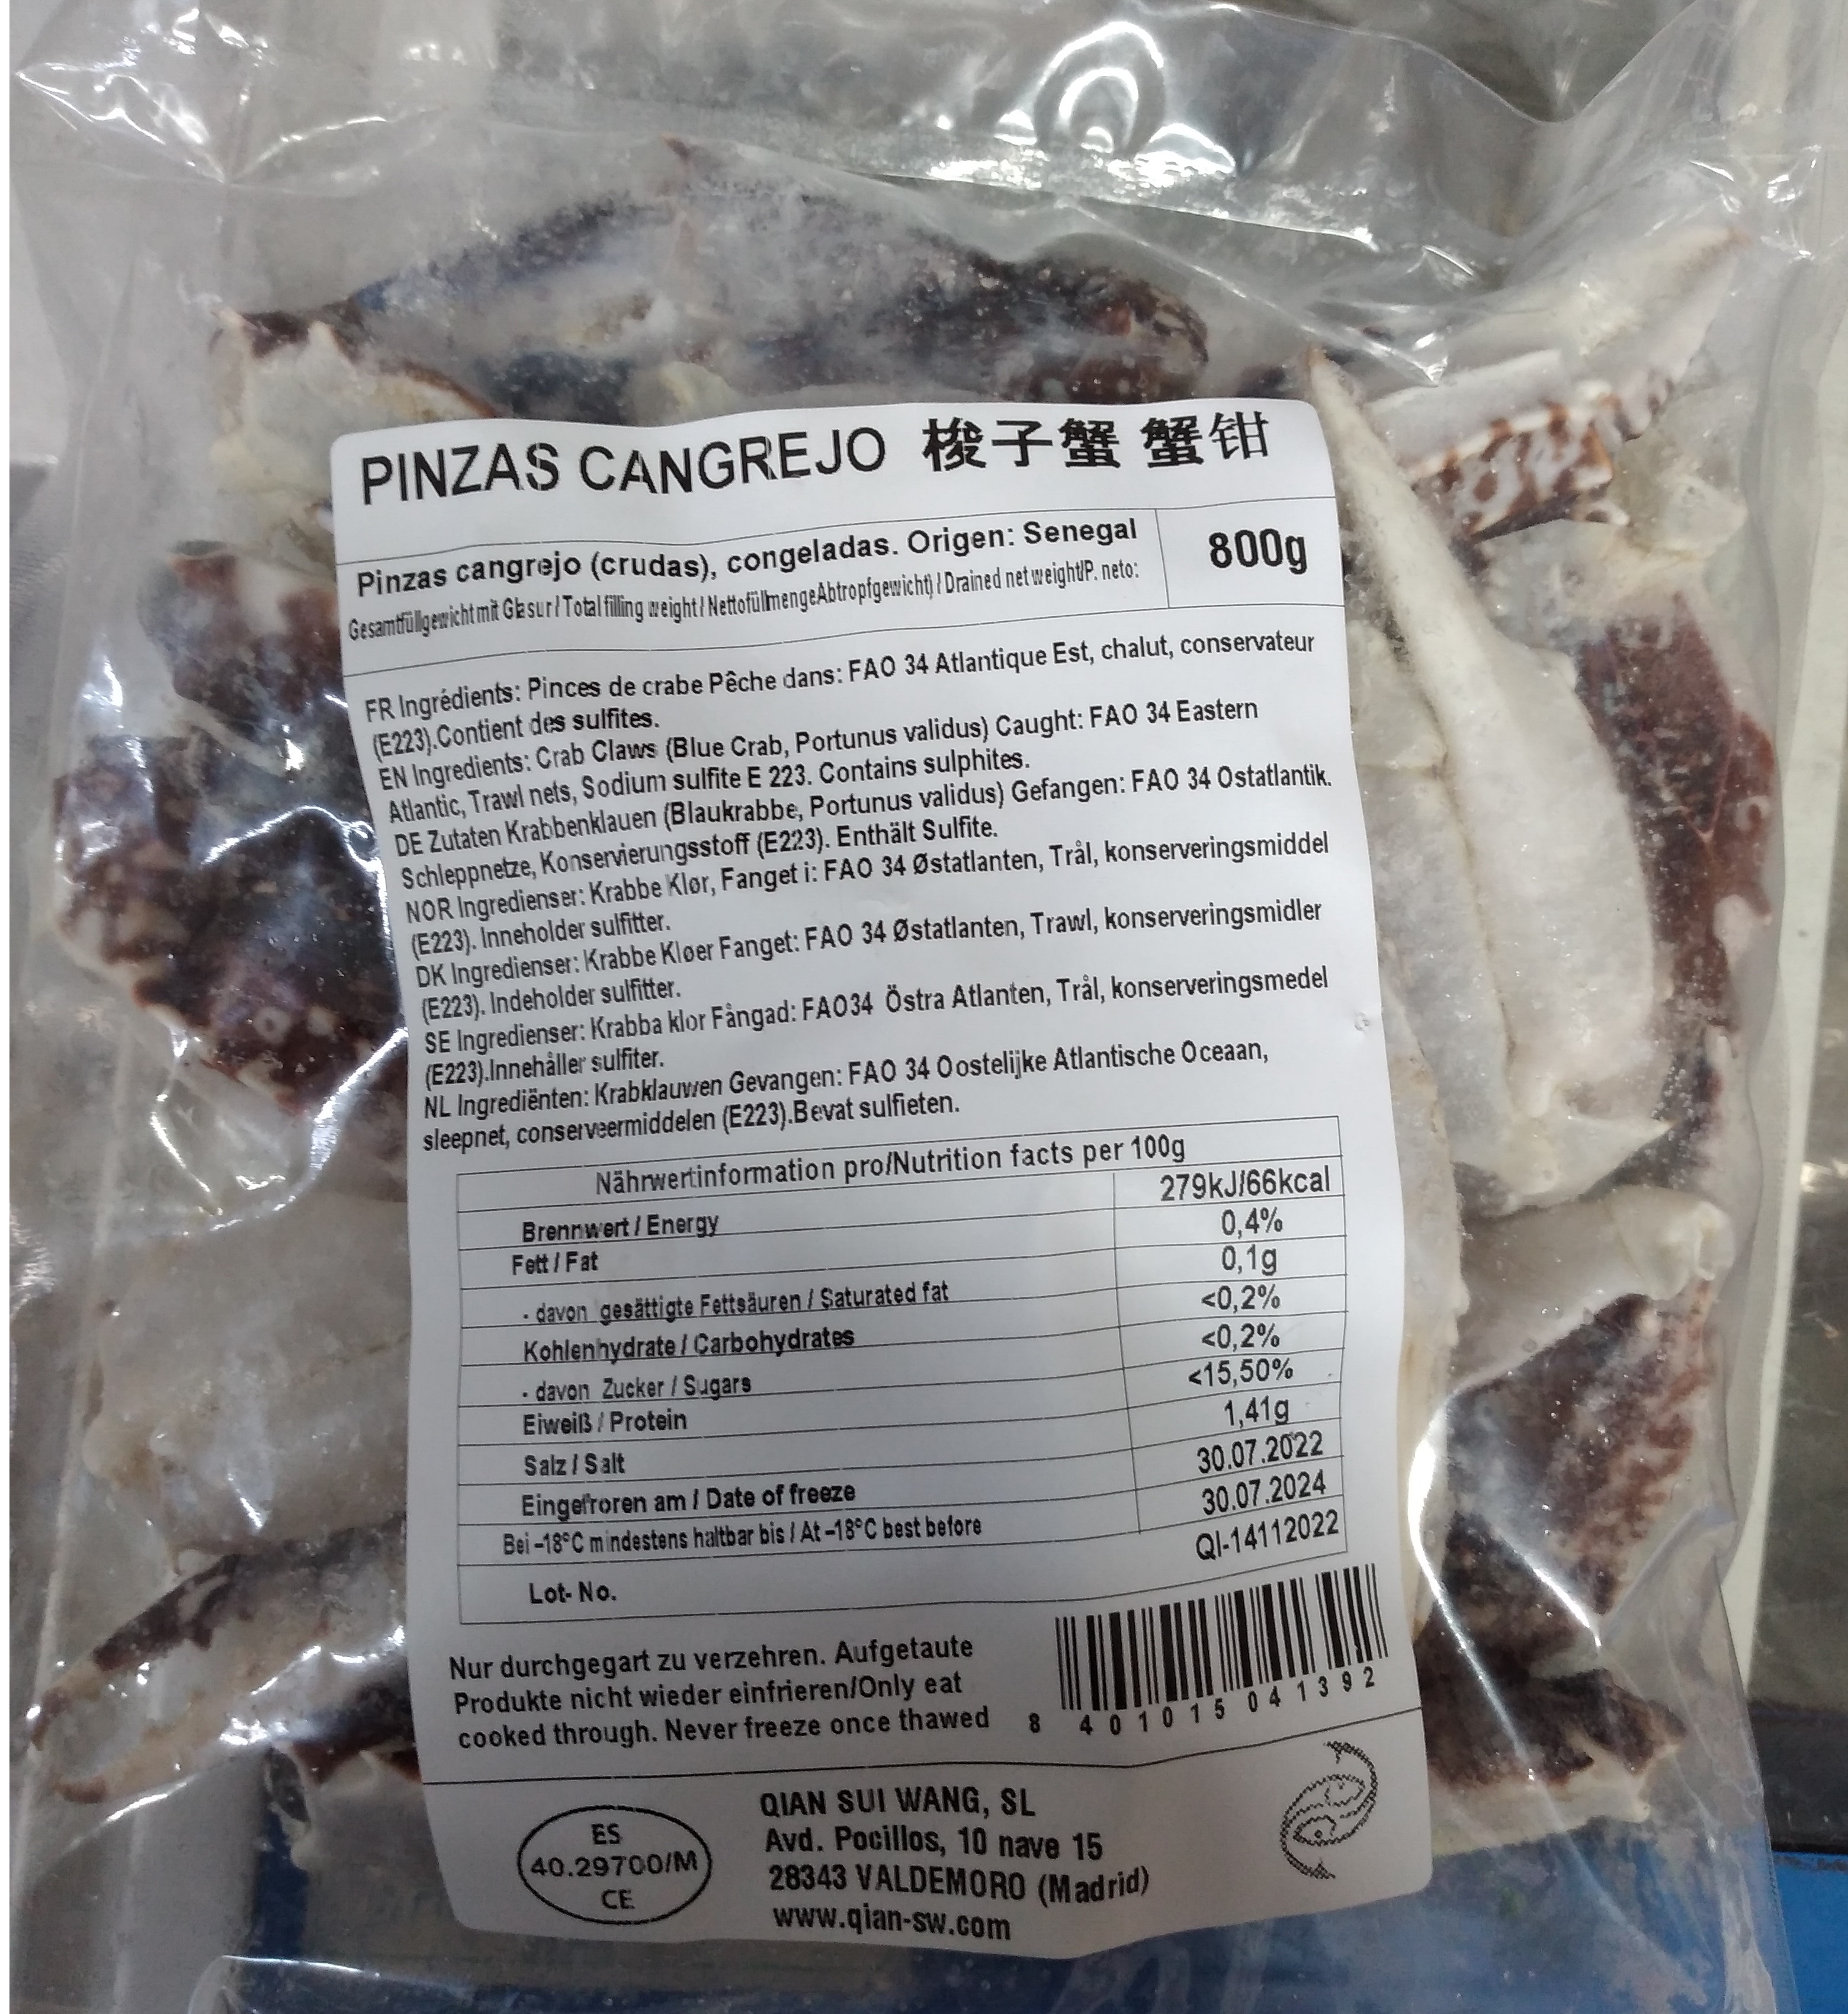 PINZAS CANGREJO 梭子蟹 蟹钳
Pinzas cangrejo (crudas), congeladas. Origen: Senegal
Gesamtfüllgewicht mit Glasur / Total filling weight / NettofüllmengeAbtropfgewicht) / Drained net weight/P. neto:
800g
FR Ingrédients: Pinces de crabe Pêche dans: FAO 34 Atlantique Est, chalut, conservateur
(E223).Contient des sulfites.
EN Ingredients: Crab Claws (Blue Crab, Portunus validus) Caught: FAO 34 Eastern
Atlantic, Trawl nets, Sodium sulfite E 223. Contains sulphites.
DE Zutaten Krabbenklauen (Blaukrabbe, Portunus validus) Gefangen: FAO 34 Ostatlantik.
Schleppnetze, Konservierungsstoff (E223). Enthält Sulfite.
NOR Ingredienser: Krabbe Klør, Fanget i: FAO 34 Østatlanten, Trål, konserveringsmiddel
(E223). Inneholder sulfitter.
DK Ingredienser: Krabbe Kløer Fanget: FAO 34 Østatlanten, Trawl, konserveringsmidler
(E223). Indeholder sulfitter.
SE Ingredienser: Krabba klor Fångad: FAO34 Östra Atlanten, Trål, konserveringsmedel
(E223).Innehåller sulfiter.
NL Ingrediënten: Krabklauwen Gevangen: FAO 34 Oostelijke Atlantische Oceaan,
sleepnet, conserveermiddelen (E223).Bevat sulfieten.
Nährwertinformation pro/Nutrition facts per 100g
Brennwert / Energy 279kJ/66kcal
Fett / Fat 0,4%
- davon gesättigte Fettsäuren / Saturated fat 0,1g
Kohlenhydrate / Carbohydrates <0,2%
- davon Zucker / Sugars <0,2%
Eiweiß / Protein <15,50%
Salz / Salt 1,41g
Eingefroren am / Date of freeze 30.07.2022
Bei -18°C mindestens haltbar bis / At -18°C best before 30.07.2024
Lot- No. QI-14112022
Nur durchgegart zu verzehren. Aufgetaute
Produkte nicht wieder einfrieren/Only eat
cooked through. Never freeze once thawed
8 401015 041392
ES
40.29700/M
CE
QIAN SUI WANG, SL
Avd. Pocillos, 10 nave 15
28343 VALDEMORO (Madrid)
www.qian-sw.com